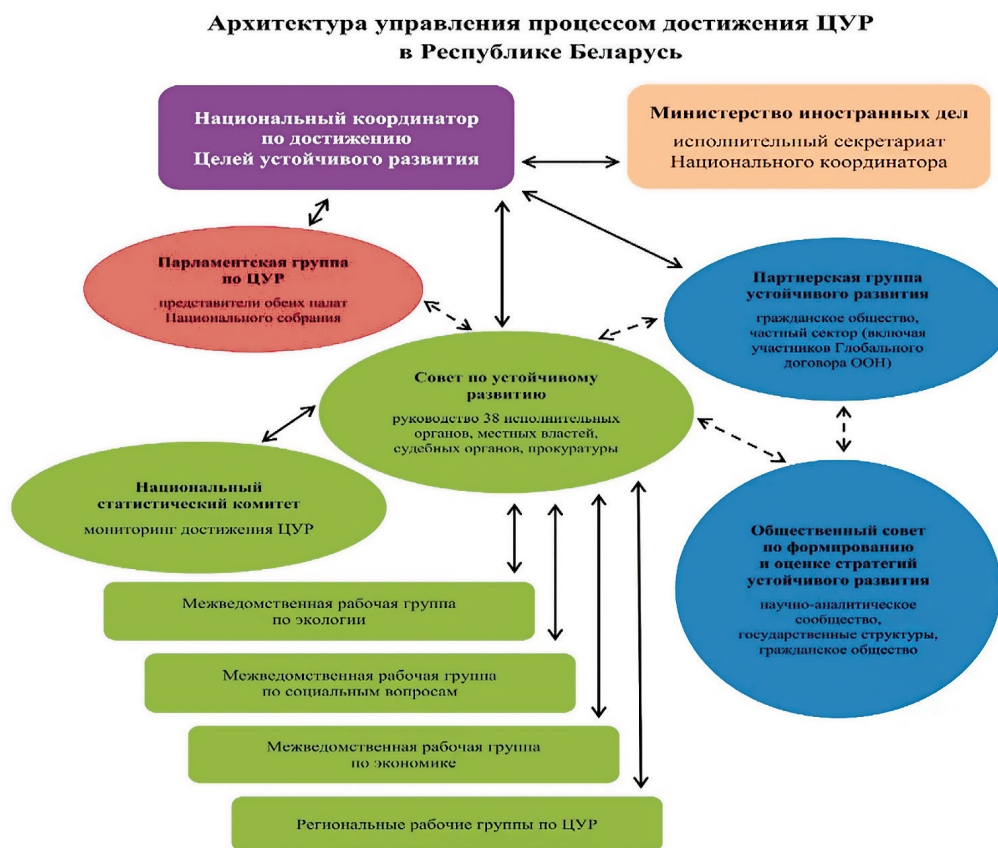 Архитектура управления процессом достижения ЦУР
в Республике Беларусь
Национальный координатор
по достижению
Целей устойчивого развития
Министерство иностранных дел
исполнительный секретариат
Национального координатора
Парламентская группа
по ЦУР
представители обеих палат
Национального собрания
Партнерская группа
устойчивого развития
гражданское общество,
частный сектор (включая
участников Глобального
договора ООН)
Совет по устойчивому
развитию
руководство 38 исполнительных
органов, местных властей,
судебных органов, прокуратуры
Национальный
статистический комитет
мониторинг достижения ЦУР
Общественный совет
по формированию
и оценке стратегий
устойчивого развития
научно-аналитическое
сообщество,
государственные структуры,
гражданское общество
Межведомственная рабочая группа
по экологии
Межведомственная рабочая группа
по социальным вопросам
Межведомственная рабочая группа
по экономике
Региональные рабочие группы по ЦУР